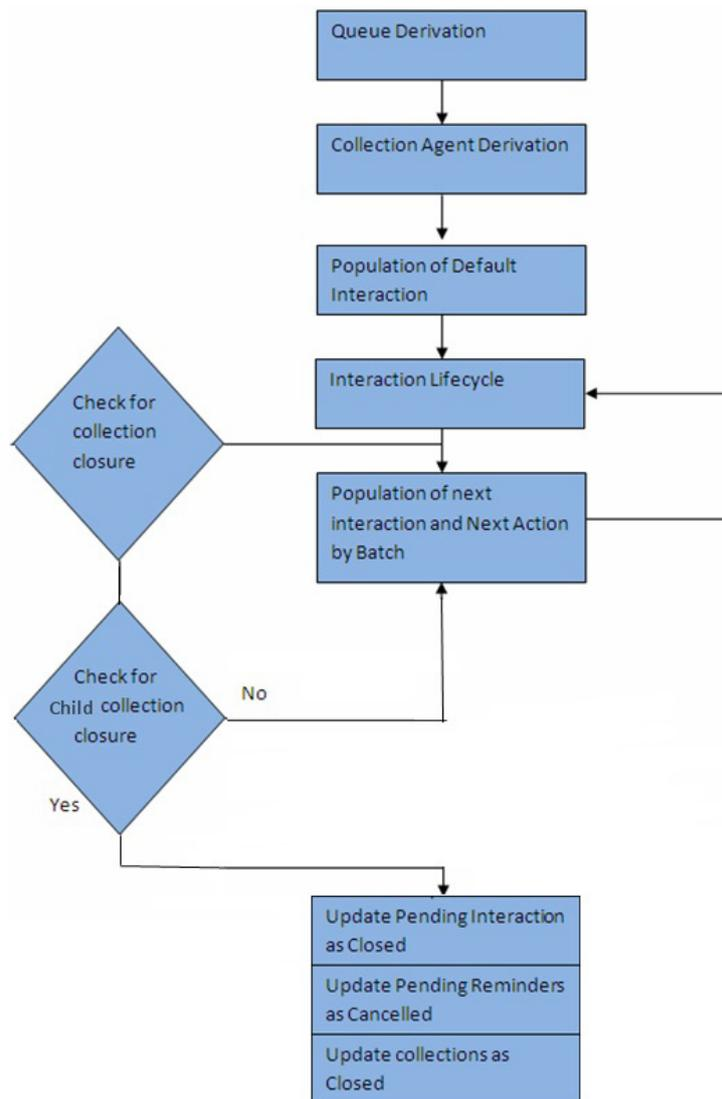 Queue Derivation
Collection Agent Derivation
Population of Default
Interaction
Interaction Lifecycle
Check for
collection
closure
Population of next
interaction and Next Action
by Batch
Check for
Child collection
closure
No
Yes
Update Pending Interaction
as Closed
Update Pending Reminders
as Cancelled
Update collections as
Closed